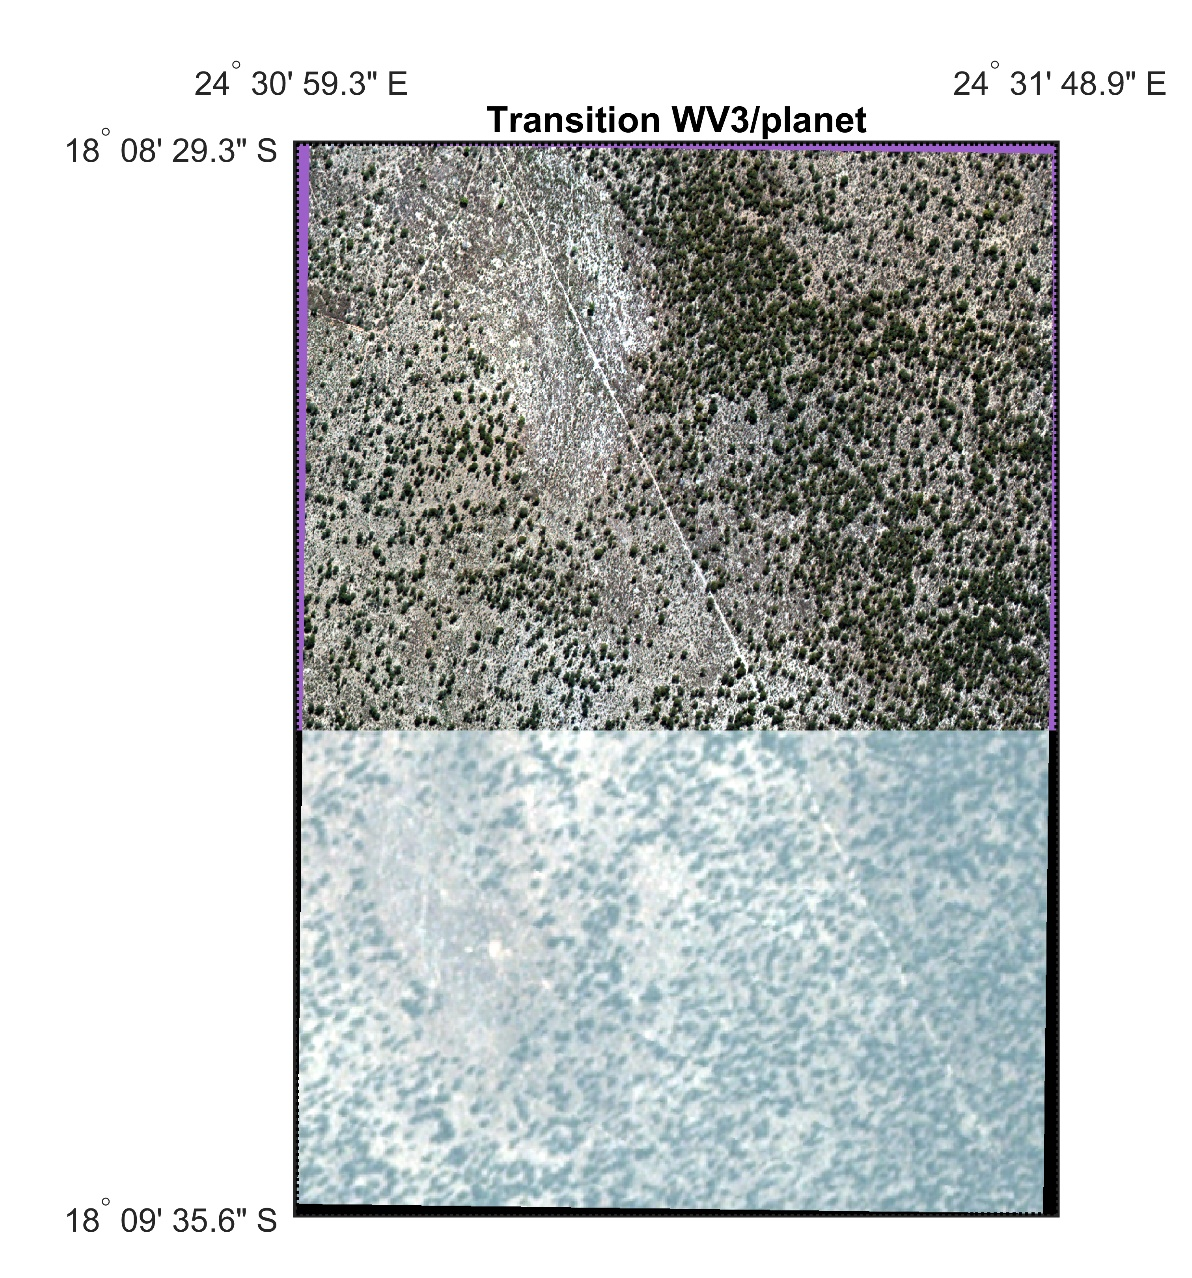 24° 30' 59.3" E
24° 31' 48.9" E
Transition WV3/planet
18° 08' 29.3" S
18° 09' 35.6" S